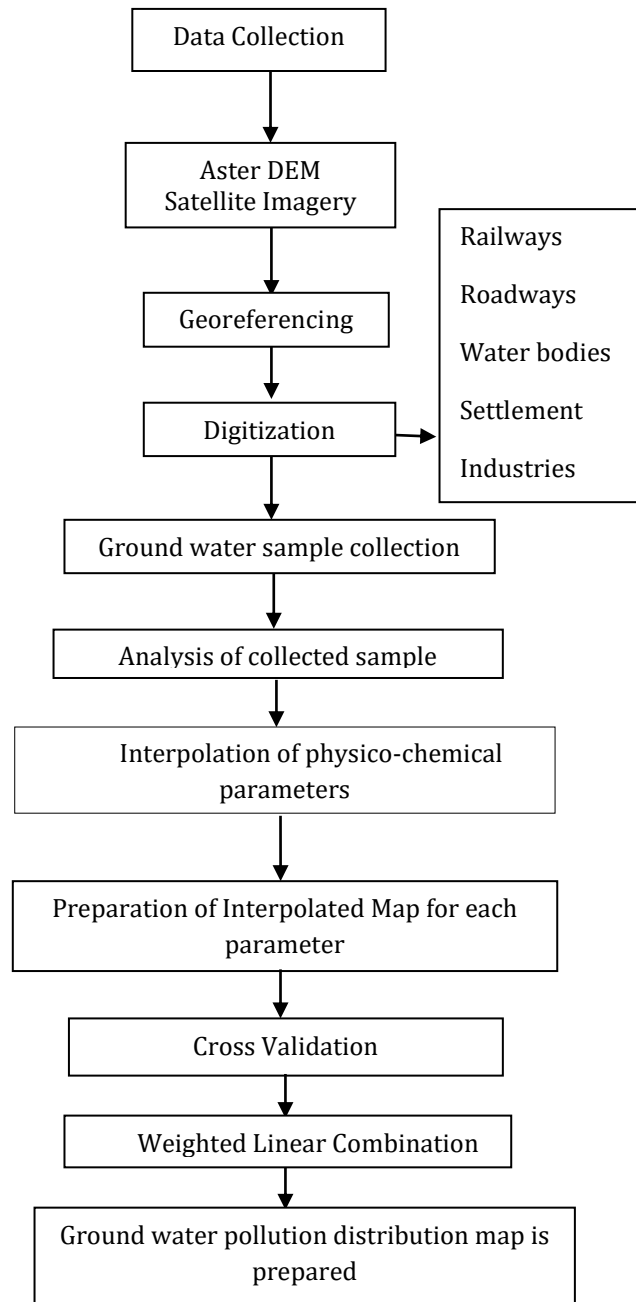 Data Collection
Aster DEM
Satellite Imagery
Railways
Roadways
Water bodies
Settlement
Industries
Georeferencing
Digitization
Ground water sample collection
Analysis of collected sample
Interpolation of physico-chemical
parameters
Preparation of Interpolated Map for each
parameter
Cross Validation
Weighted Linear Combination
Ground water pollution distribution map is
prepared